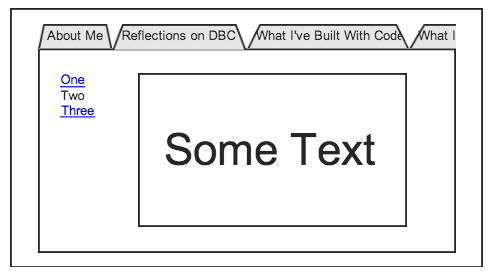 About Me Reflections on DBC What I've Built With Code What I
One
Two
Three
Some Text